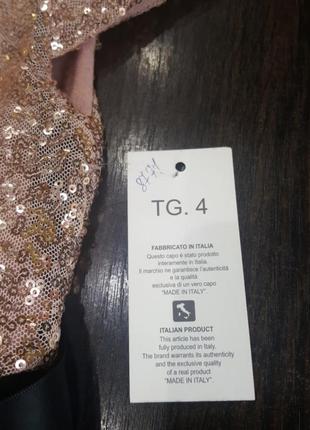 TG. 4
FABBRICATO IN ITALIA
Questo capo è stato prodotto
interamente in Italia.
Il marchio ne garantisce l'autenticità
e la qualità
esclusiva di un vero capo
"MADE IN ITALY".
ITALIAN PRODUCT
This article has been
fully produced in Italy.
The brand warrants its authenticity
and the exclusive quality
of a real product
"MADE IN ITALY".